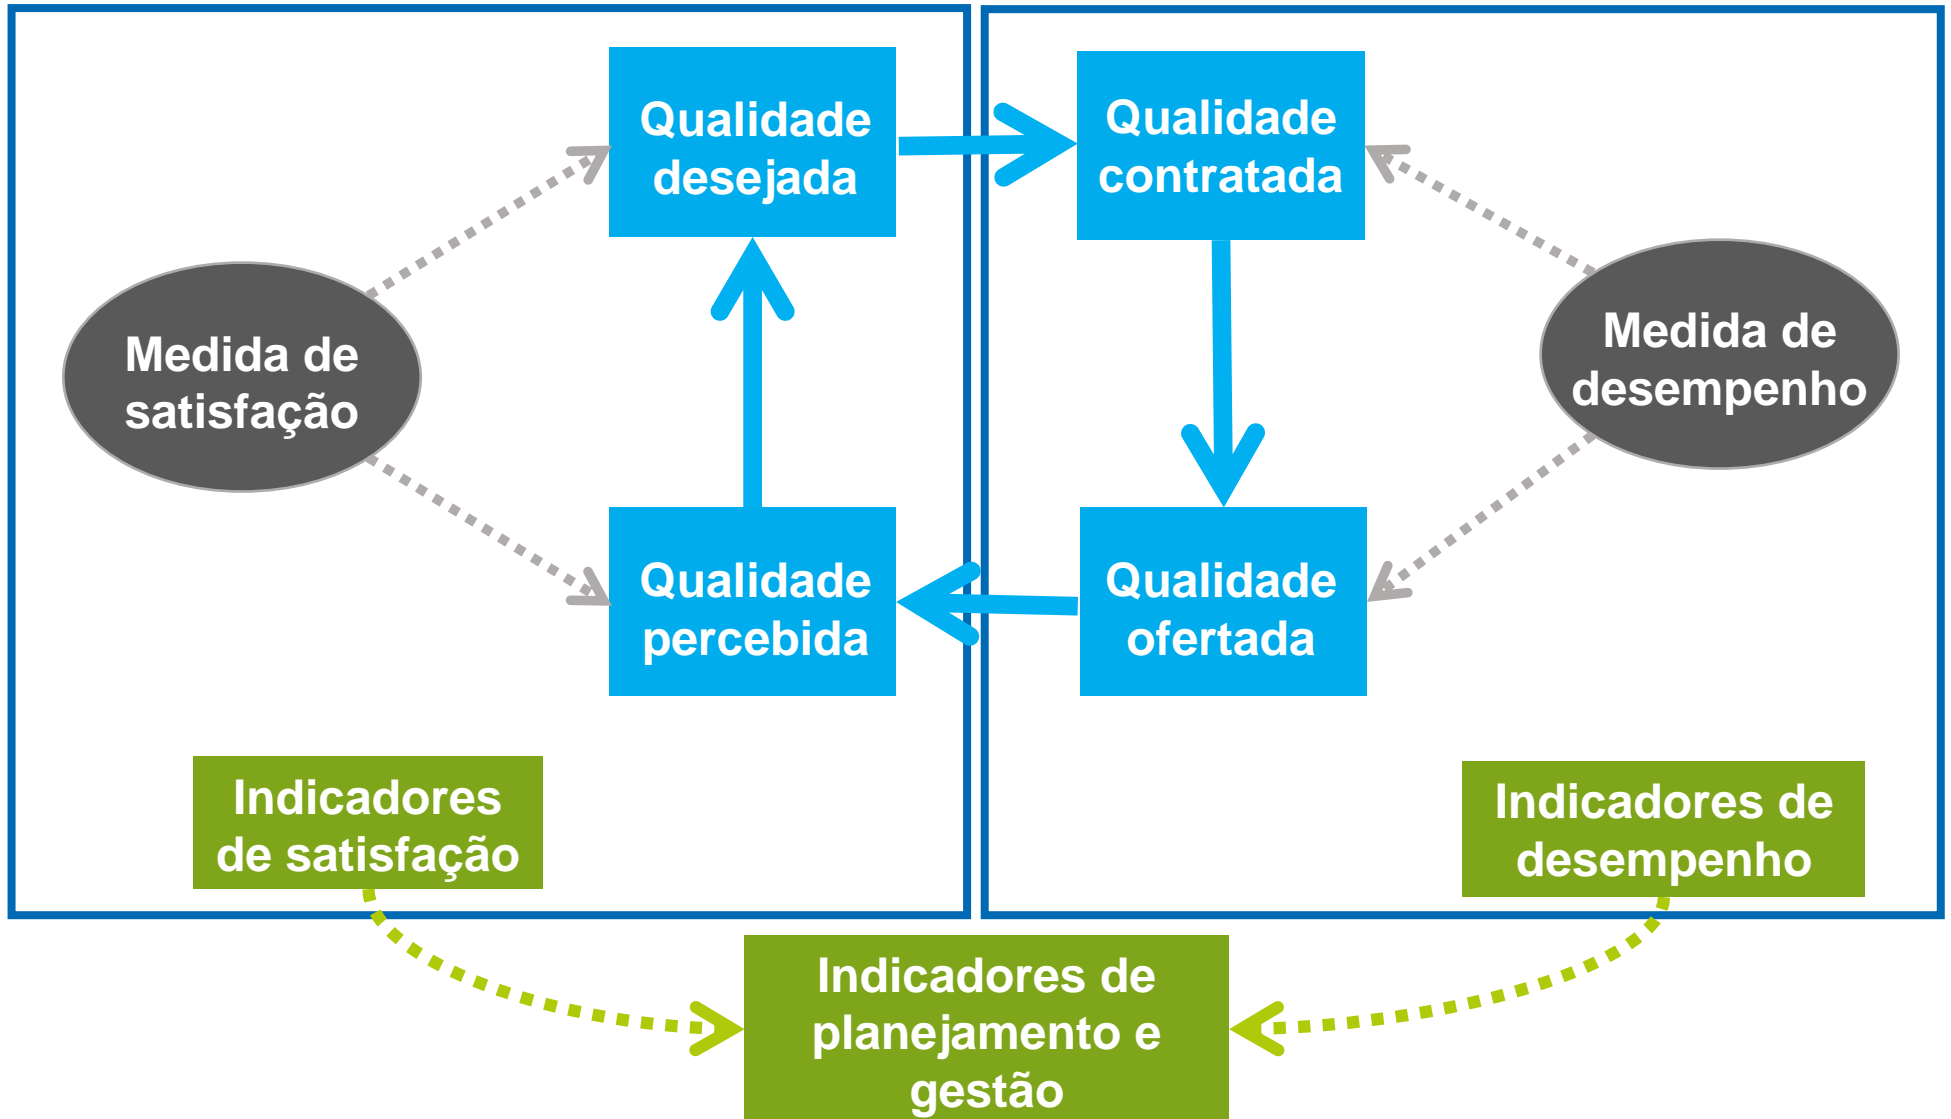 Qualidade
desejada
Qualidade
contratada
Medida de
satisfação
Medida de
desempenho
Qualidade
percebida
Qualidade
ofertada
Indicadores
de satisfação
Indicadores de
desempenho
Indicadores de
planejamento e
gestão